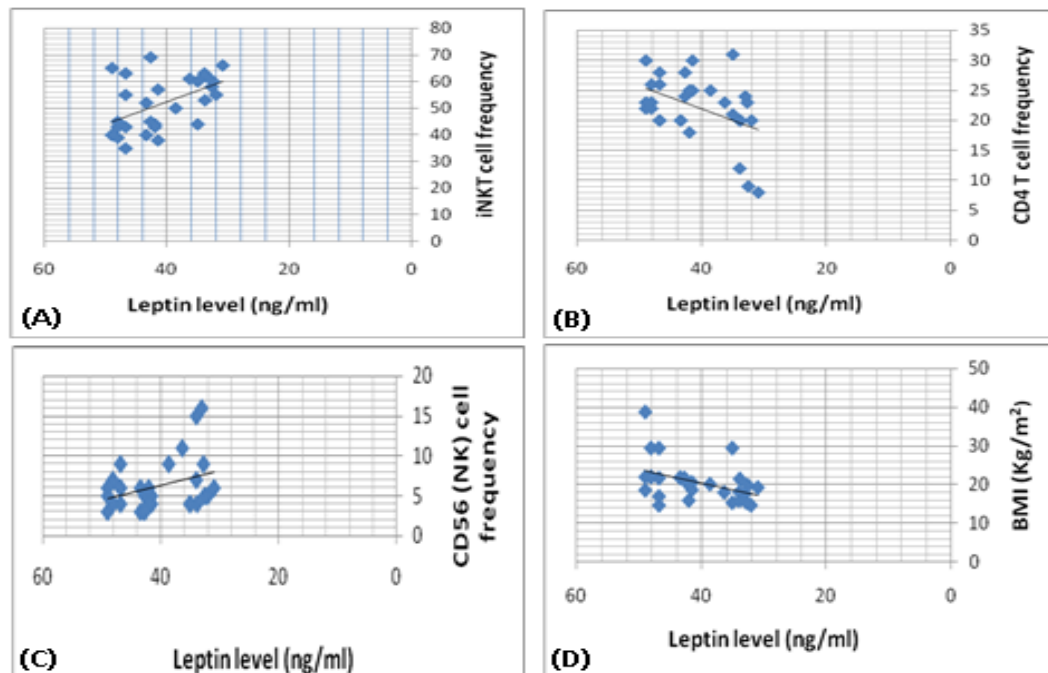 80
70
60
50
40
30
20
10
0
iNKT cell frequency
60 40 20 0
Leptin level (ng/ml)
(A)
35
30
25
20
15
10
5
0
CD4 T cell frequency
60 40 20 0
Leptin level (ng/ml)
(B)
20
15
10
5
0
CD56 (NK) cell
frequency
60 40 20 0
Leptin level (ng/ml)
(C)
50
40
30
20
10
0
BMI (Kg/m²)
60 40 20 0
Leptin level (ng/ml)
(D)